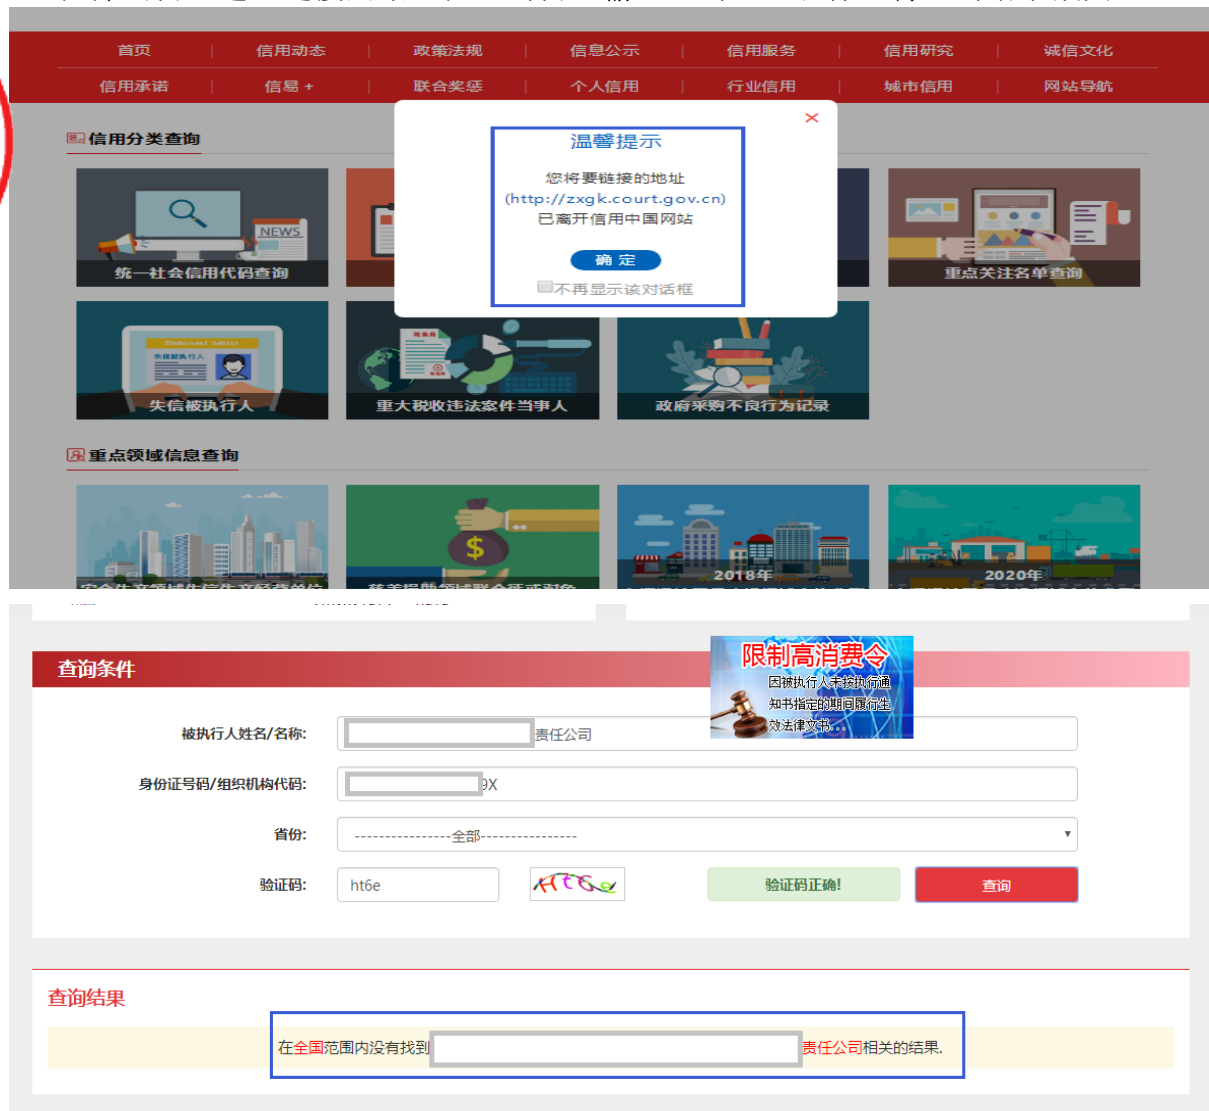 首页 | 信用动态 | 政策法规 | 信息公示 | 信用服务 | 信用研究 | 诚信文化
信用承诺 | 信易+ | 联合奖惩 | 个人信用 | 行业信用 | 城市信用 | 网站导航
信用分类查询
×
温馨提示
您将要链接的地址
(http://zxgk.court.gov.cn)
已离开信用中国网站
确定
不再显示该对话框
NEWS
统一社会信用代码查询
重点关注名单查询
Dishonest debtor
失信被执行人
失信被执行人
重大税收违法案件当事人
政府采购不良行为记录
重点领域信息查询
$
2018年
2020年
查询条件
限制高消费令
因被执行人未按执行通
知书指定的期间履行生
效法律文书...
被执行人姓名/名称:
责任公司
身份证号码/组织机构代码:
9X
省份:
----------------全部----------------
验证码:
ht6e
HT6e
验证码正确!
查询
查询结果
在全国范围内没有找到
责任公司相关的结果.